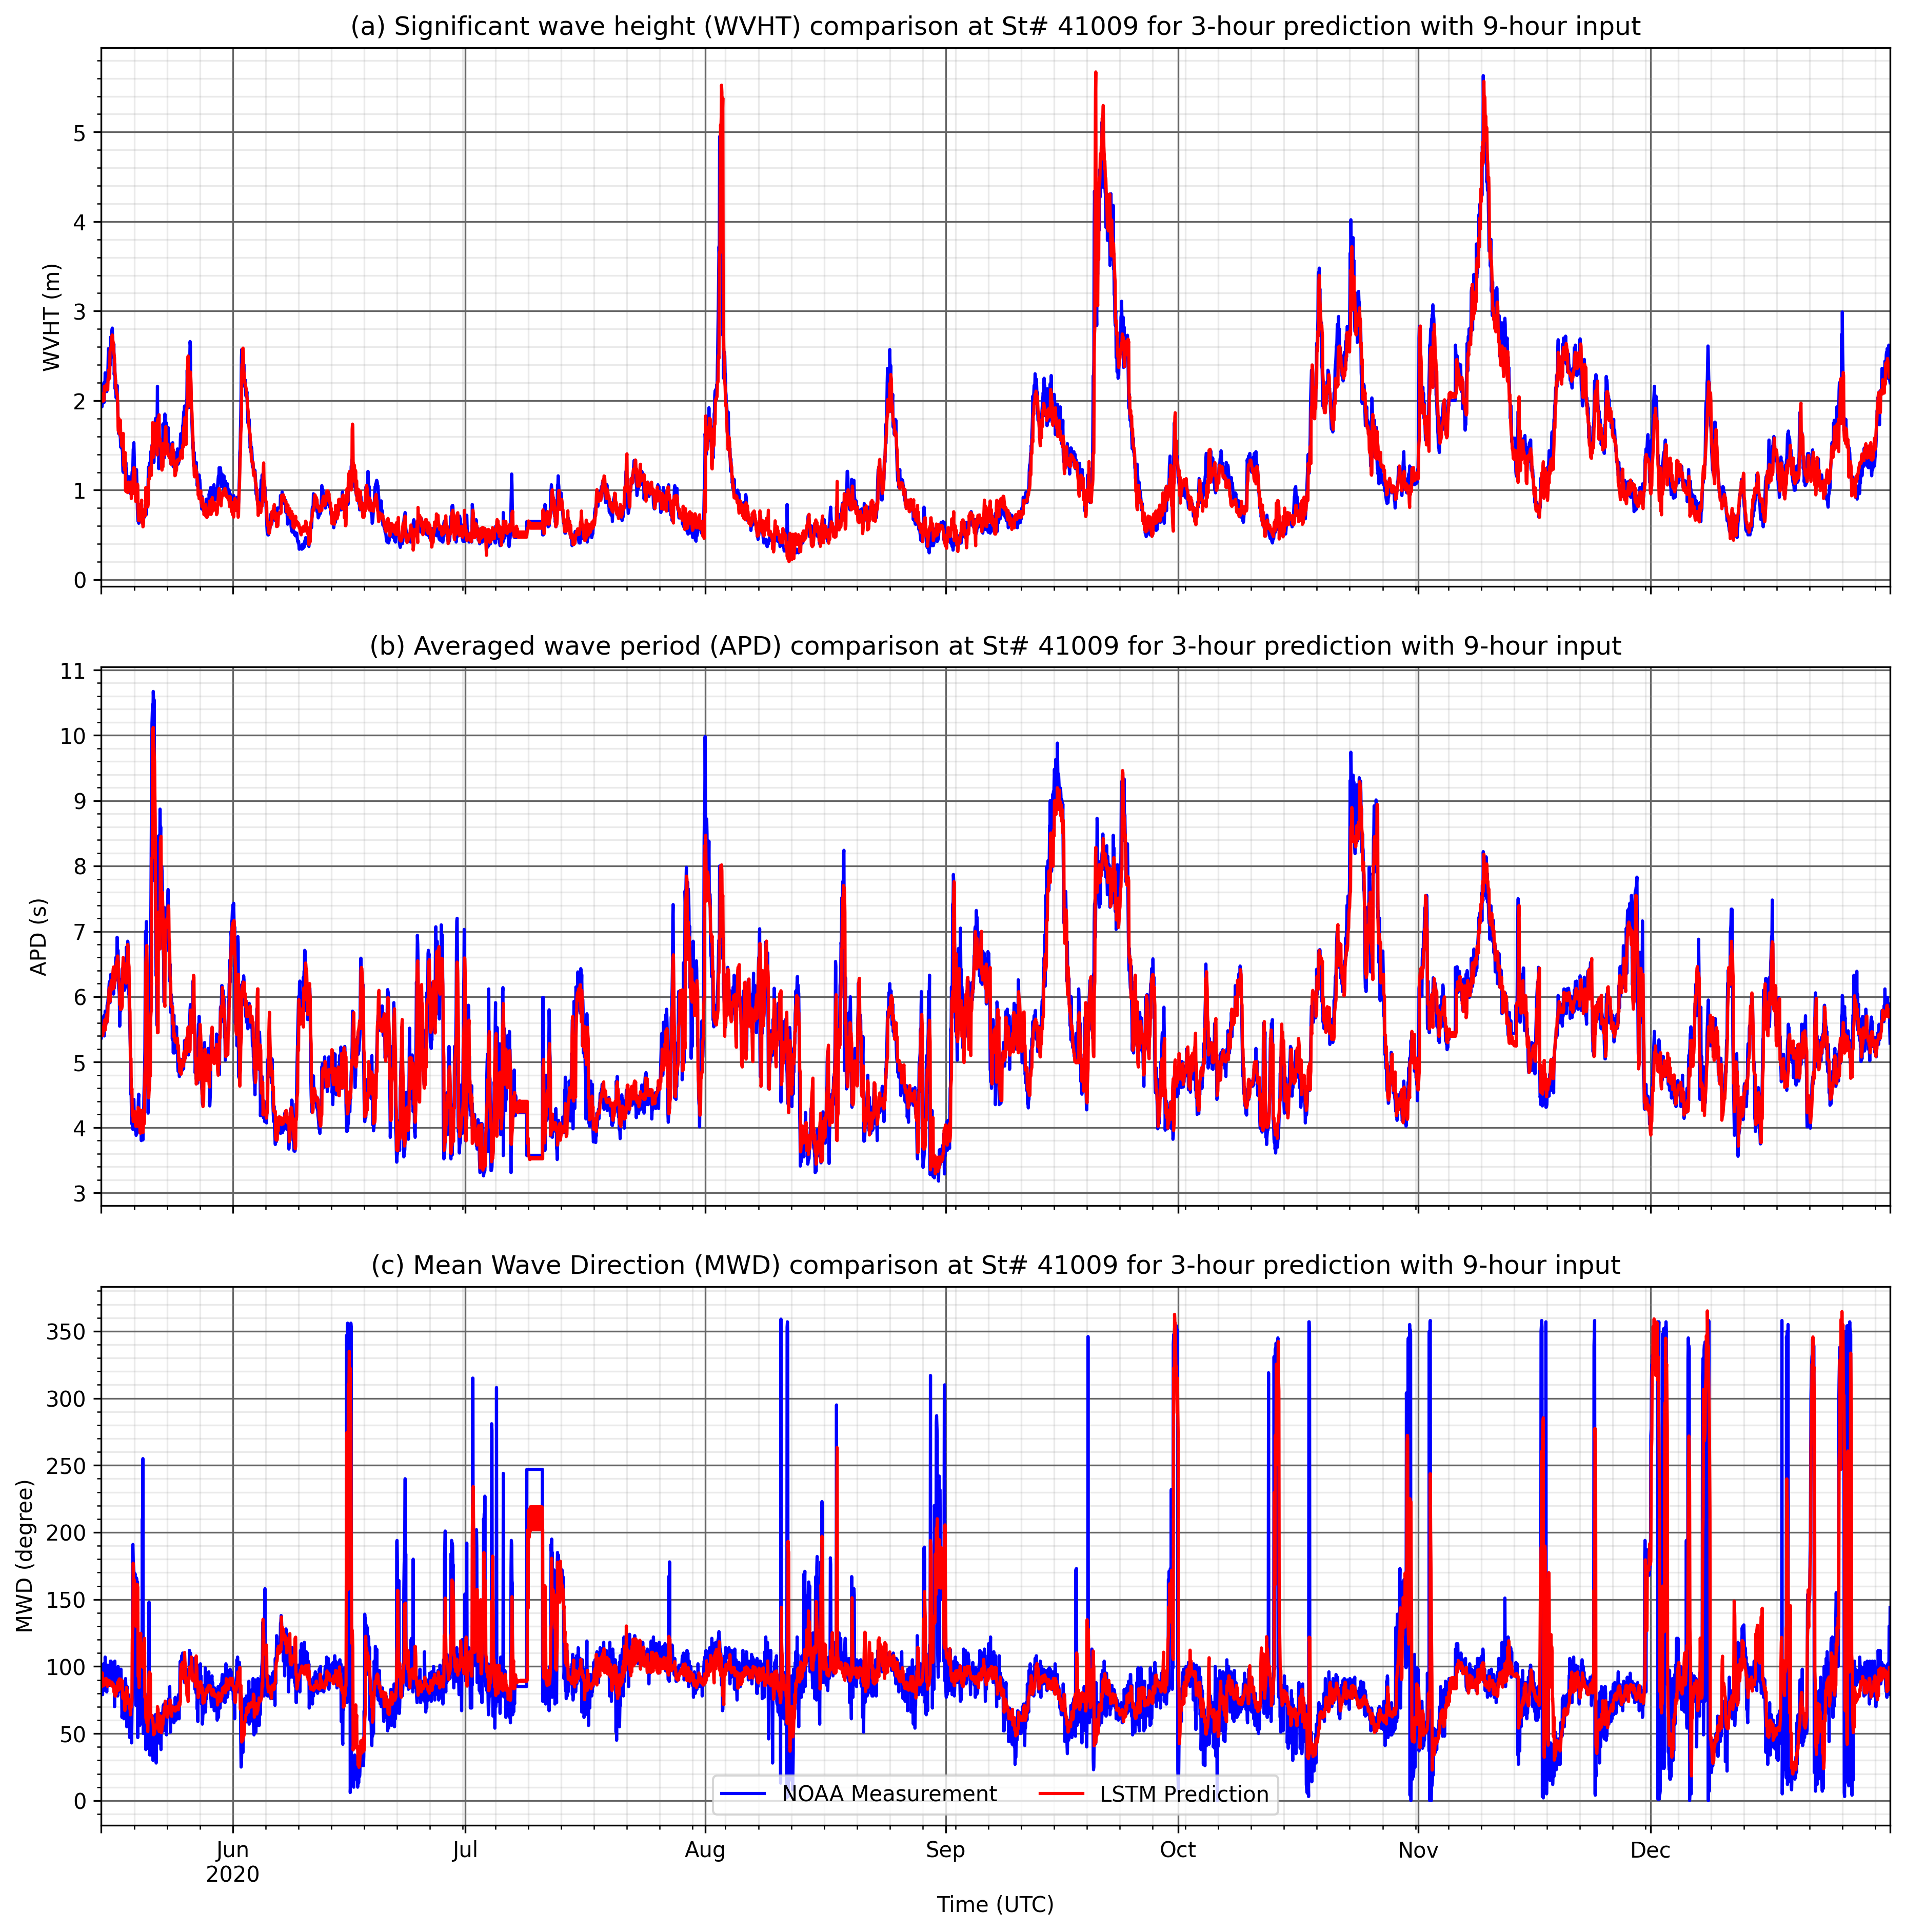 (a) Significant wave height (WVHT) comparison at St# 41009 for 3-hour prediction with 9-hour input
WVHT (m)
5
4
3
2
1
0
(b) Averaged wave period (APD) comparison at St# 41009 for 3-hour prediction with 9-hour input
APD (s)
11
10
9
8
7
6
5
4
3
(c) Mean Wave Direction (MWD) comparison at St# 41009 for 3-hour prediction with 9-hour input
MWD (degree)
350
300
250
200
150
100
50
0
NOAA Measurement LSTM Prediction
Jun Jul Aug Sep Oct Nov Dec
2020
Time (UTC)